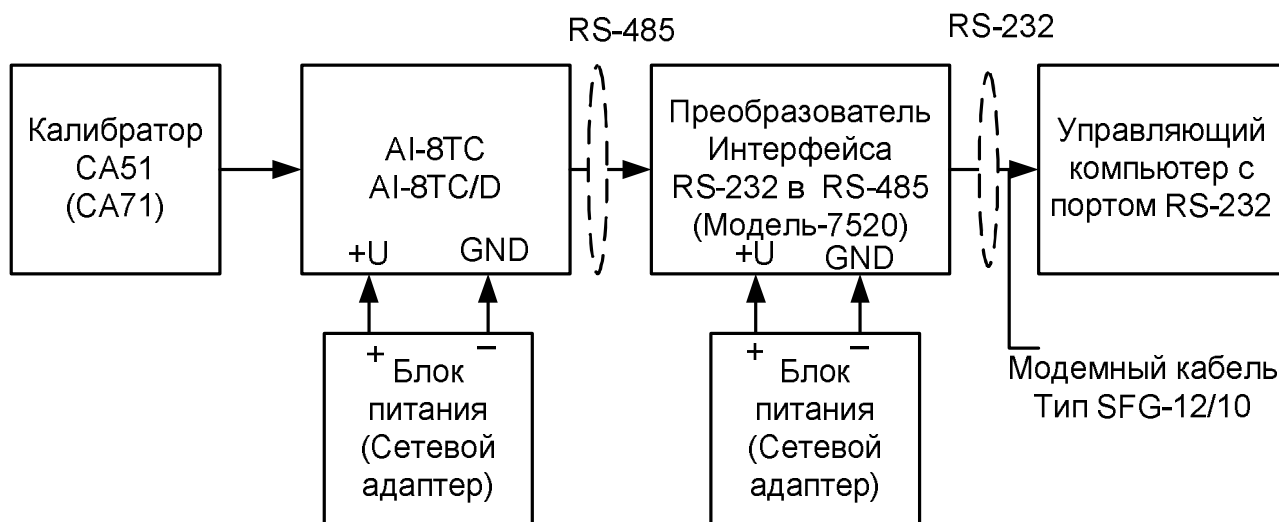 RS-485
RS-232
Калибратор
CA51
(CA71)
AI-8TC
AI-8TC/D
+U
GND
Преобразователь
Интерфейса
RS-232 в RS-485
(Модель-7520)
+U
GND
Управляющий
компьютер с
портом RS-232
+
–
Блок
питания
(Сетевой
адаптер)
+
–
Блок
питания
(Сетевой
адаптер)
Модемный кабель
Тип SFG-12/10